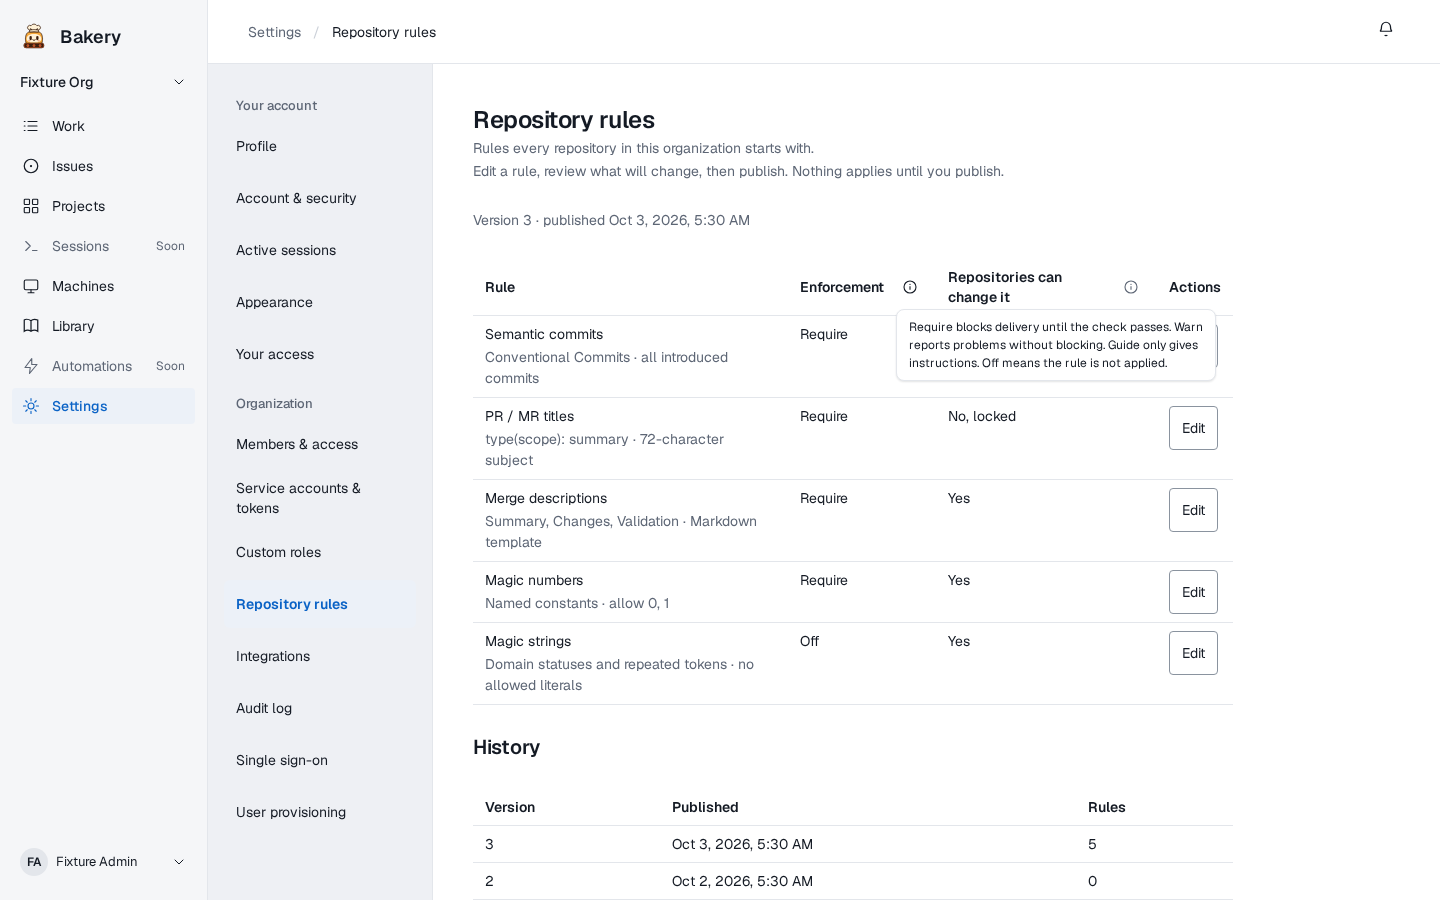 Bakery
Fixture Org
Work
Issues
Projects
Sessions Soon
Machines
Library
Automations Soon
Settings
FA Fixture Admin
Settings / Repository rules
Your account
Profile
Account & security
Active sessions
Appearance
Your access
Organization
Members & access
Service accounts &
tokens
Custom roles
Repository rules
Integrations
Audit log
Single sign-on
User provisioning
Repository rules
Rules every repository in this organization starts with.
Edit a rule, review what will change, then publish. Nothing applies until you publish.
Version 3 · published Oct 3, 2026, 5:30 AM
Rule Enforcement Repositories can
change it Actions
Semantic commits Require
Conventional Commits · all introduced
commits
Require blocks delivery until the check passes. Warn
reports problems without blocking. Guide only gives
instructions. Off means the rule is not applied.
PR / MR titles Require No, locked Edit
type(scope): summary · 72-character
subject
Merge descriptions Require Yes Edit
Summary, Changes, Validation · Markdown
template
Magic numbers Require Yes Edit
Named constants · allow 0, 1
Magic strings Off Yes Edit
Domain statuses and repeated tokens · no
allowed literals
History
Version Published Rules
3 Oct 3, 2026, 5:30 AM 5
2 Oct 2, 2026, 5:30 AM 0